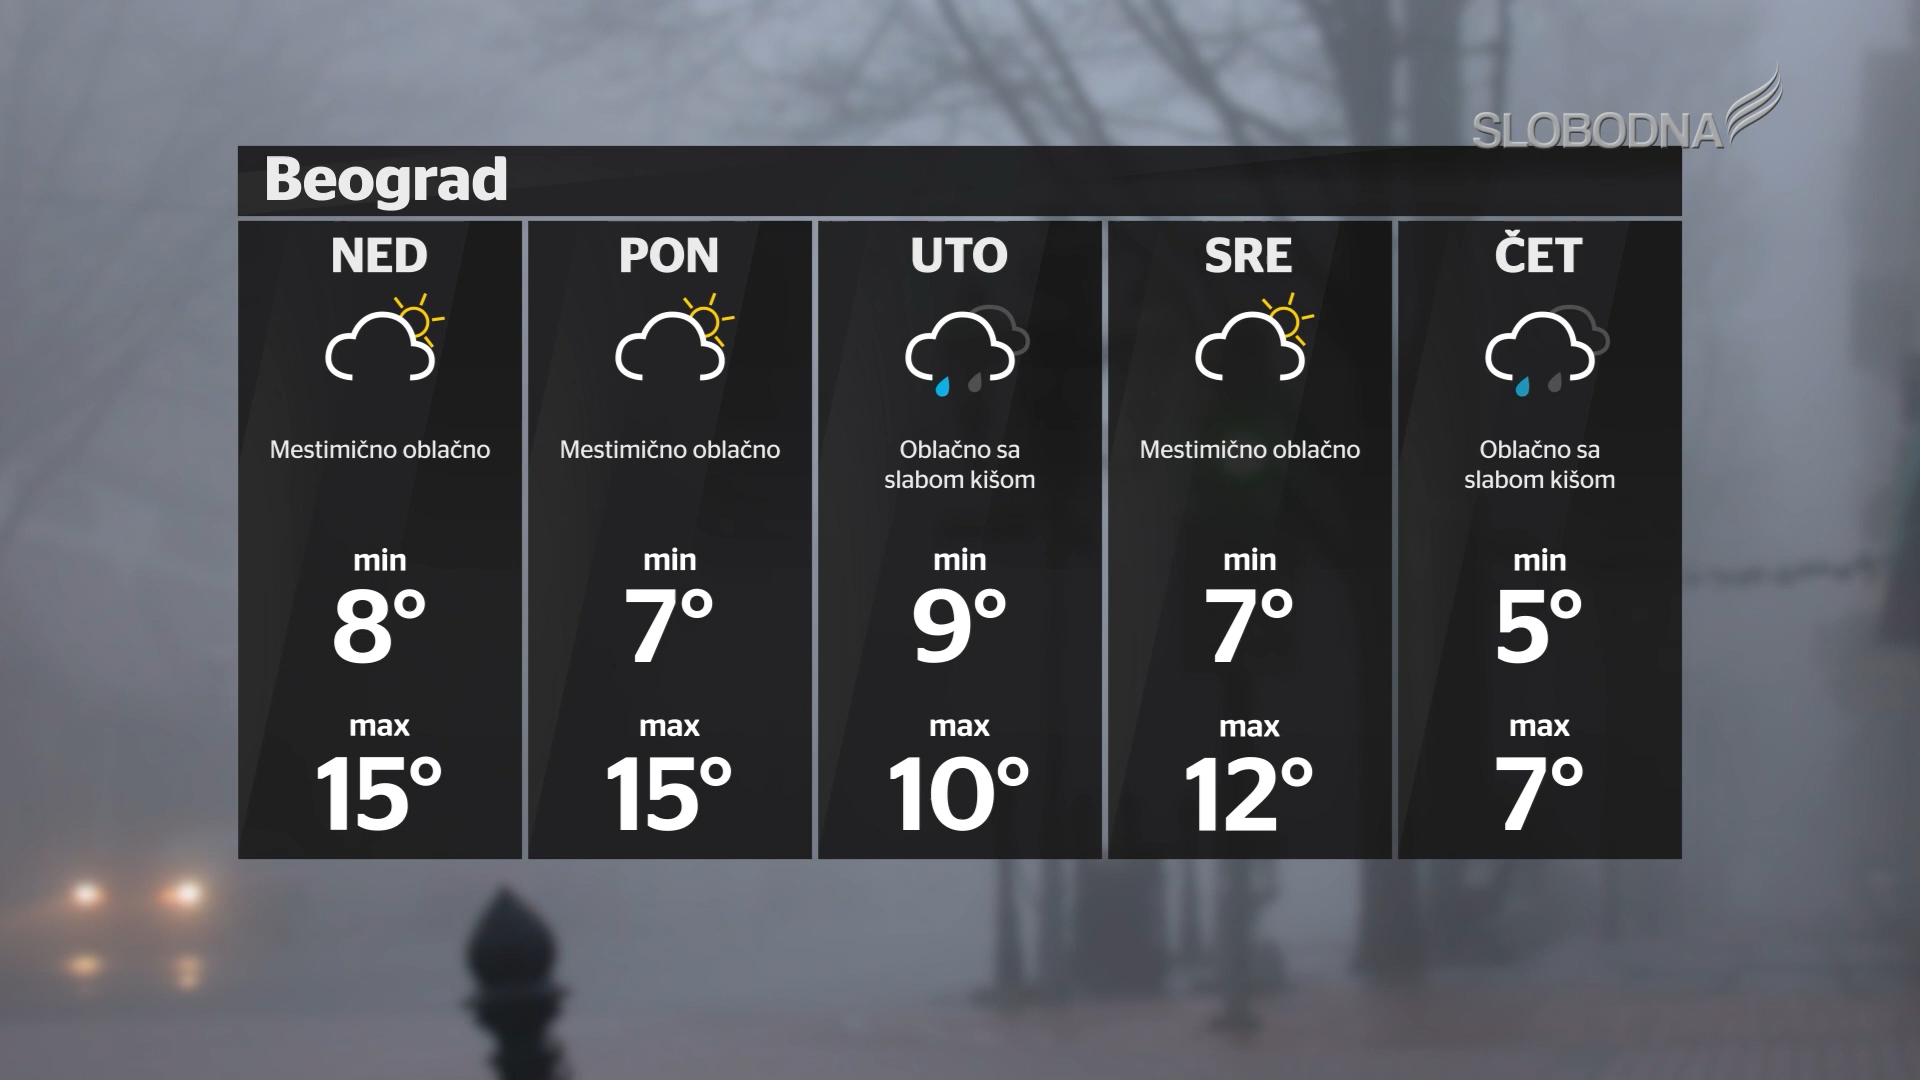 SLOBODNA
Beograd
NED
Mestimično oblačno
min
8°
max
15°
PON
Mestimično oblačno
min
7°
max
15°
UTO
Oblačno sa
slabom kišom
min
9°
max
10°
SRE
Mestimično oblačno
min
7°
max
12°
ČET
Oblačno sa
slabom kišom
min
5°
max
7°